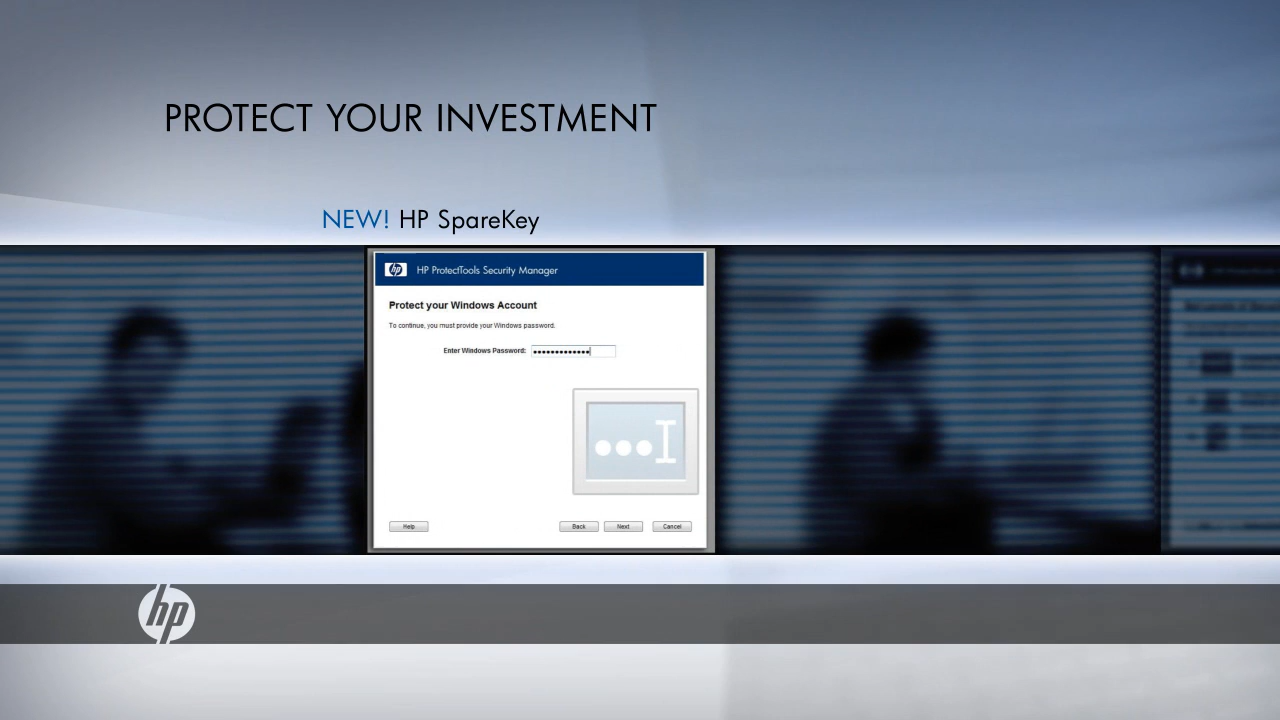 PROTECT YOUR INVESTMENT
NEW! HP SpareKey
hp HP ProtectTools Security Manager
Protect your Windows Account
To continue, you must provide your Windows password.
Enter Windows Password: •••••••••••••
Help Back Next Cancel
hp